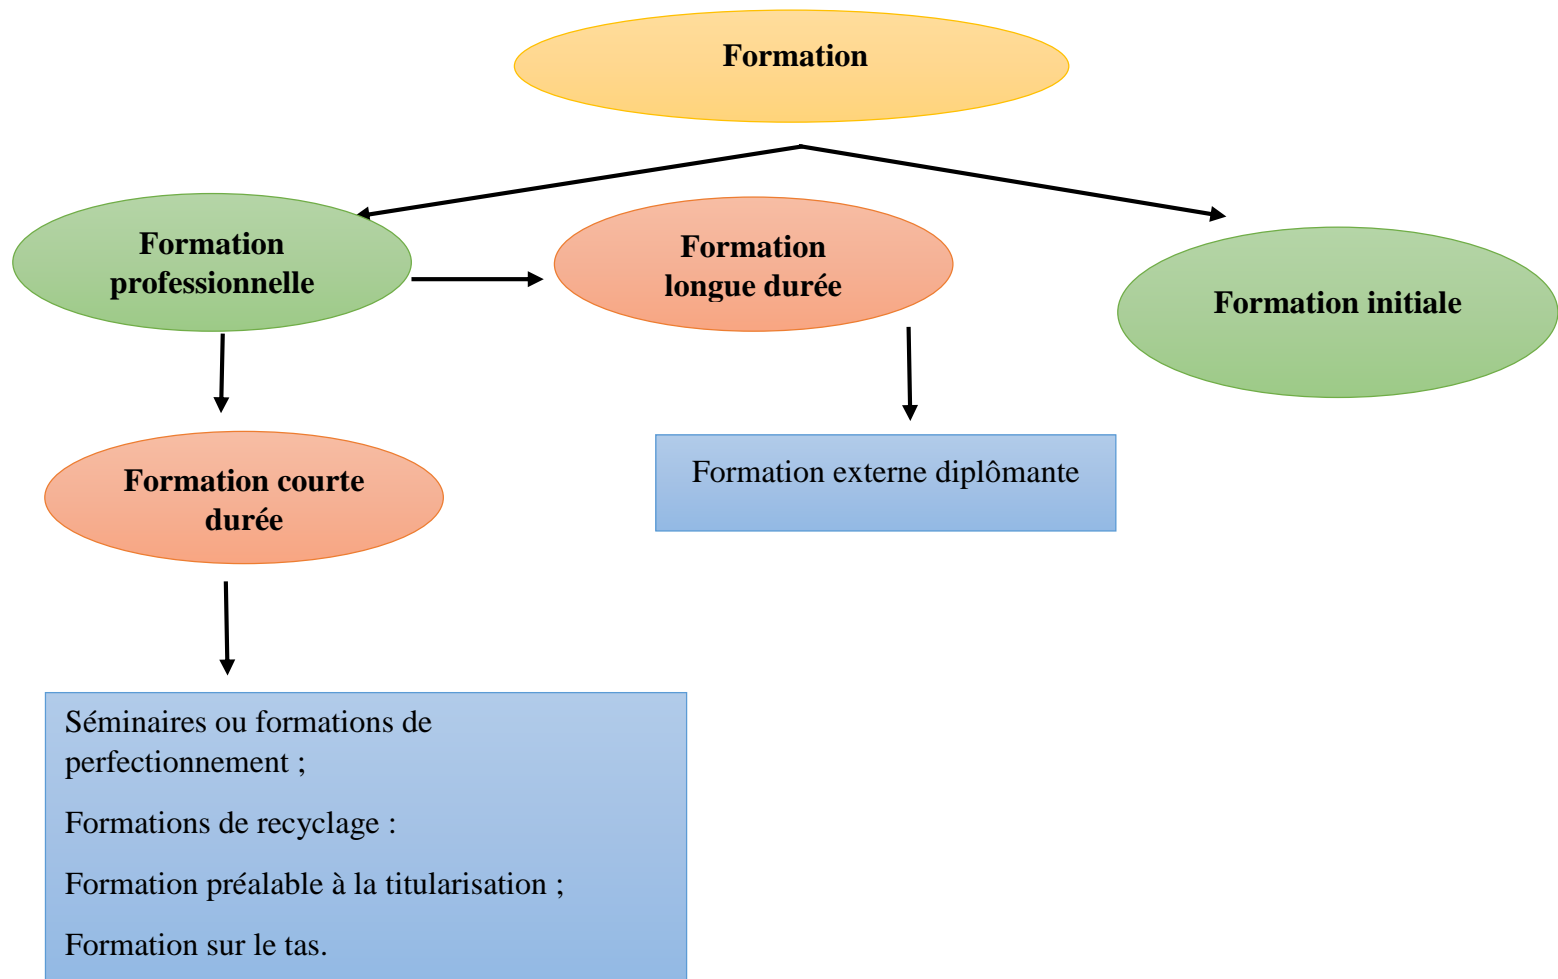 Formation
Formation
professionnelle
Formation
longue durée
Formation initiale
Formation externe diplômante
Formation courte
durée
Séminaires ou formations de
perfectionnement ;
Formations de recyclage :
Formation préalable à la titularisation ;
Formation sur le tas.